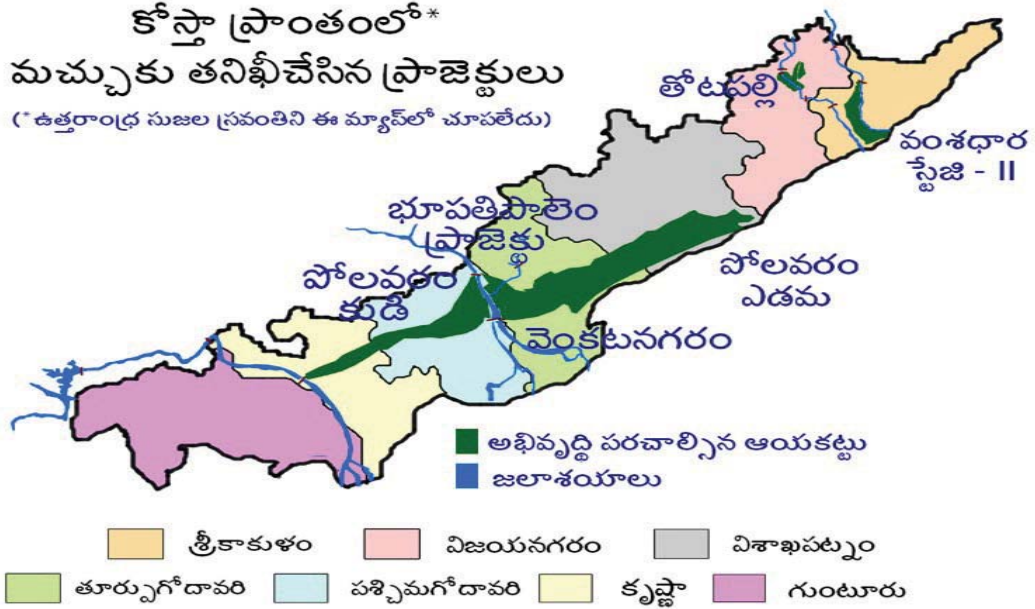 కోస్తా ప్రాంతంలో*
మచ్చుకు తనిఖీచేసిన ప్రాజెక్టులు
(*ఉత్తరాంధ్ర సుజల స్రవంతిని ఈ మ్యాప్‌లో చూపలేదు)
తోటపల్లి
వంశధార
స్టేజి - II
భూపతిపాలెం
ప్రాజెక్టు
పోలవరం
కుడి
పోలవరం
ఎడమ
వెంకటనగరం
అభివృద్ధి పరచాల్సిన ఆయకట్టు
జలాశయాలు
శ్రీకాకుళం
విజయనగరం
విశాఖపట్నం
తూర్పుగోదావరి
పశ్చిమగోదావరి
కృష్ణా
గుంటూరు